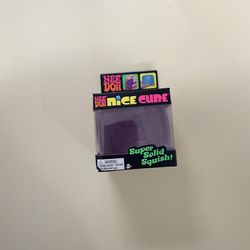 NEE
DOH
NEE
DOH
NICE CUBE
Super
Solid
Squish!